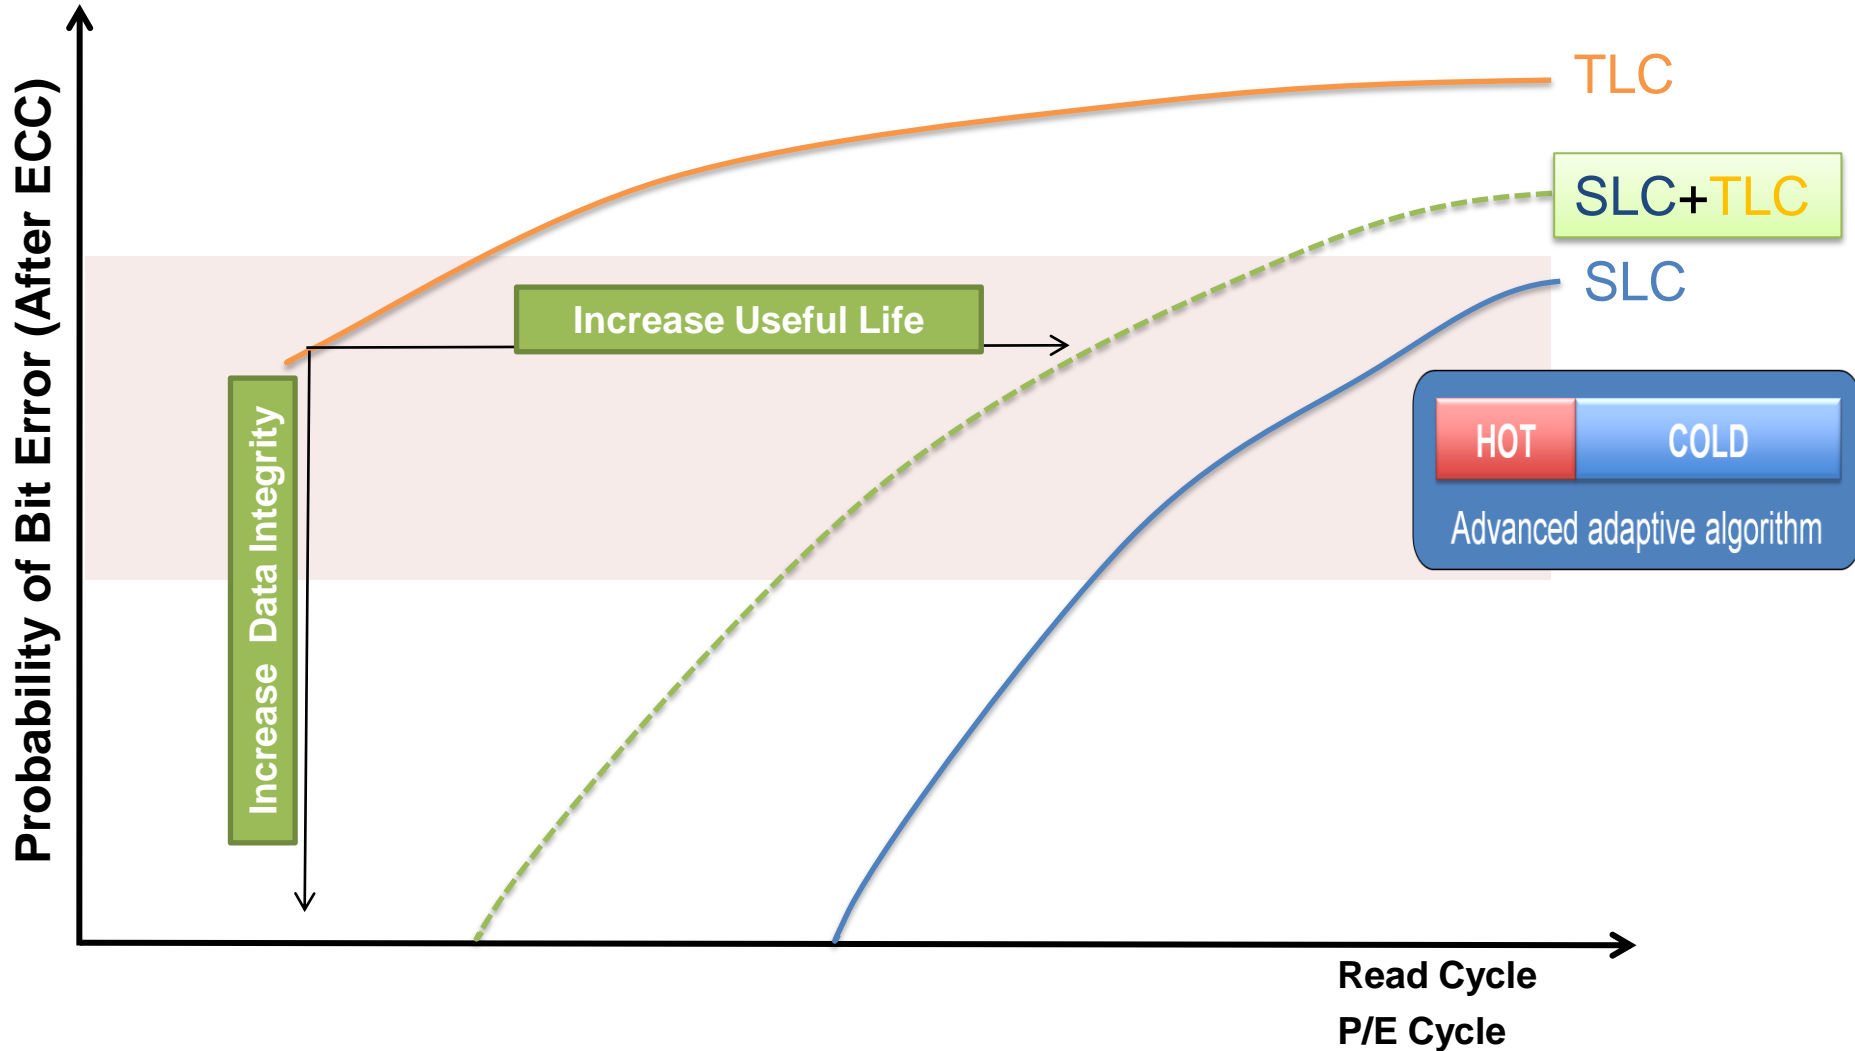 Probability of Bit Error (After ECC)
TLC
SLC+TLC
SLC
Increase Useful Life
Increase Data Integrity
HOT
COLD
Advanced adaptive algorithm
Read Cycle
P/E Cycle